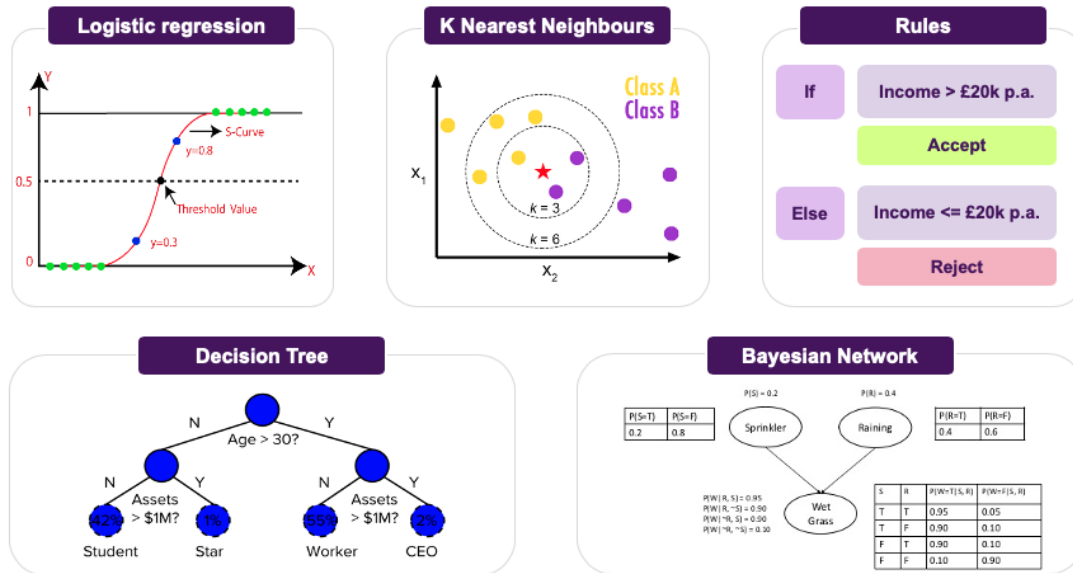 Logistic regression
Y
1
S-Curve
y=0.8
0.5
Threshold Value
y=0.3
0
X
K Nearest Neighbours
Class A
Class B
X1
k = 3
k = 6
X2
Rules
If
Income > £20k p.a.
Accept
Else
Income <= £20k p.a.
Reject
Decision Tree
N
Y
Age > 30?
N
Y
N
Y
Assets
> $1M?
Assets
> $1M?
42%
1%
55%
2%
Student
Star
Worker
CEO
Bayesian Network
P(S) = 0.2
P(R) = 0.4
P(S=T) P(S=F)
0.2 0.8
Sprinkler
Raining
P(R=T) P(R=F)
0.4 0.6
P(W| R, S) = 0.95
P(W| R, ~S) = 0.90
P(W| ~R, S) = 0.90
P(W| ~R, ~S) = 0.10
Wet
Grass
S R P(W=T|S, R) P(W=F|S, R)
T T 0.95 0.05
T F 0.90 0.10
F T 0.90 0.10
F F 0.10 0.90